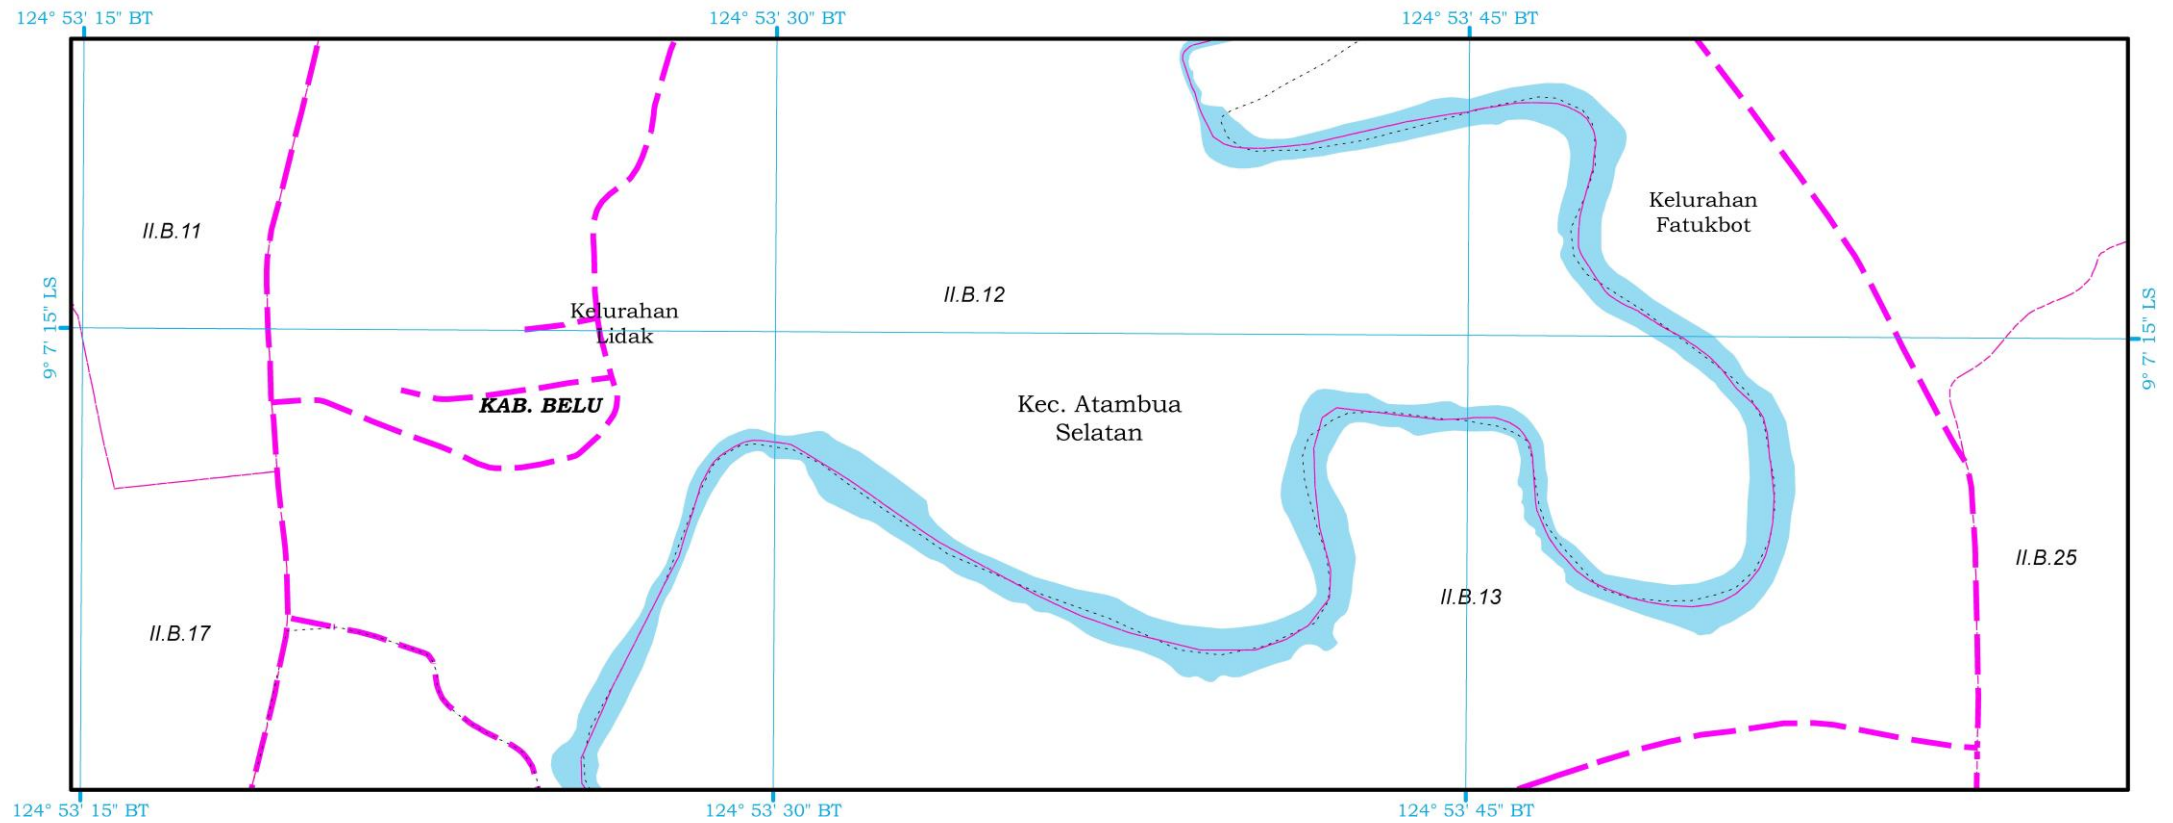 124° 53' 15" BT
124° 53' 30" BT
124° 53' 45" BT
Kelurahan
Fatukbot
II.B.11
9° 7' 15" LS
II.B.12
9° 7' 15" LS
Kelurahan
Lidak
KAB. BELU
Kec. Atambua
Selatan
II.B.25
II.B.13
II.B.17
124° 53' 15" BT
124° 53' 30" BT
124° 53' 45" BT